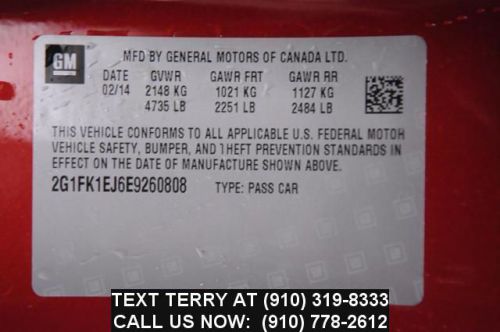 GM
MFD BY GENERAL MOTORS OF CANADA LTD.
DATE GVWR GAWR FRT GAWR RR
02/14 2148 KG 1021 KG 1127 KG
4735 LB 2251 LB 2484 LB
THIS VEHICLE CONFORMS TO ALL APPLICABLE U.S. FEDERAL MOTOR
VEHICLE SAFETY, BUMPER, AND THEFT PREVENTION STANDARDS IN
EFFECT ON THE DATE OF MANUFACTURE SHOWN ABOVE.
2G1FK1EJ6E9260808 TYPE: PASS CAR
TEXT TERRY AT (910) 319-8333
CALL US NOW: (910) 778-2612